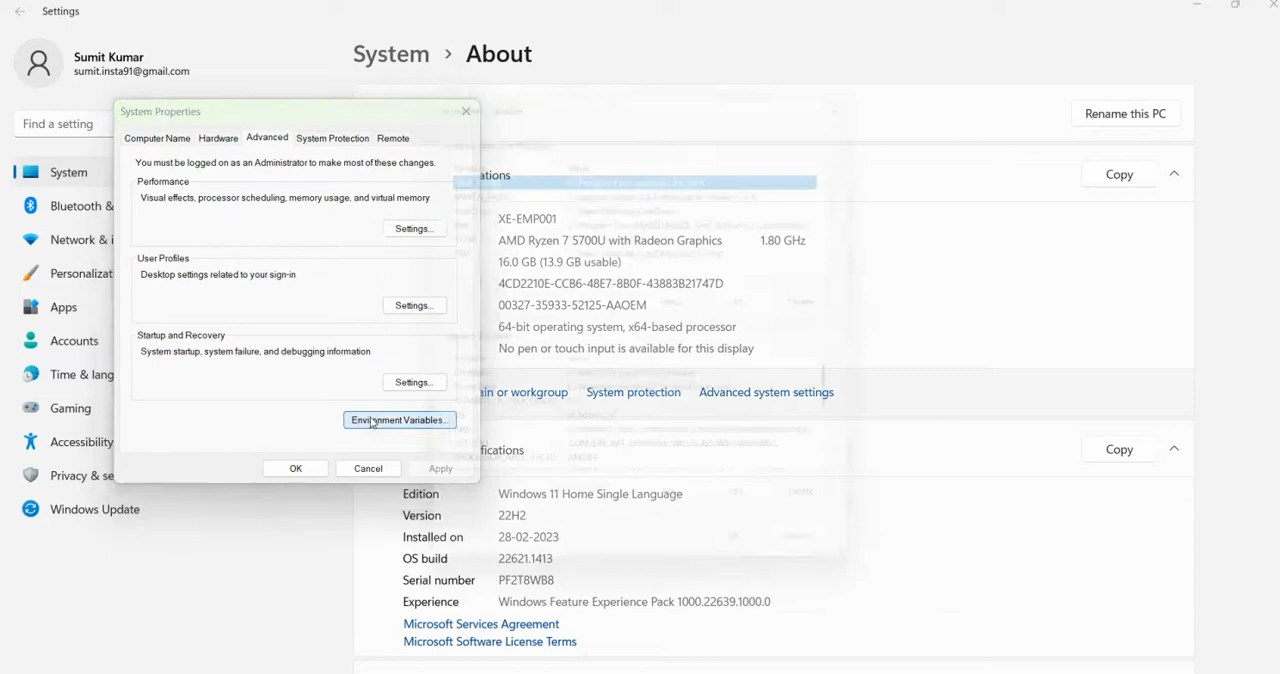 Settings
Sumit Kumar
sumit.insta91@gmail.com
Find a setting
System
Bluetooth &
Network & i
Personalizat
Apps
Accounts
Time & lang
Gaming
Accessibility
Privacy & se
Windows Update
System > About
Rename this PC
System Properties
Computer Name Hardware Advanced System Protection Remote
You must be logged on as an Administrator to make most of these changes.
Performance
Visual effects, processor scheduling, memory usage, and virtual memory
Settings...
User Profiles
Desktop settings related to your sign-in
Settings...
Startup and Recovery
System startup, system failure, and debugging information
Settings...
Environment Variables...
OK Cancel Apply
ations
Copy
XE-EMP001
AMD Ryzen 7 5700U with Radeon Graphics 1.80 GHz
16.0 GB (13.9 GB usable)
4CD2210E-CCB6-48E7-8B0F-43883B21747D
00327-35933-52125-AAOEM
64-bit operating system, x64-based processor
No pen or touch input is available for this display
ain or workgroup System protection Advanced system settings
fications
Copy
Edition Windows 11 Home Single Language
Version 22H2
Installed on 28-02-2023
OS build 22621.1413
Serial number PF2T8WB8
Experience Windows Feature Experience Pack 1000.22639.1000.0
Microsoft Services Agreement
Microsoft Software License Terms